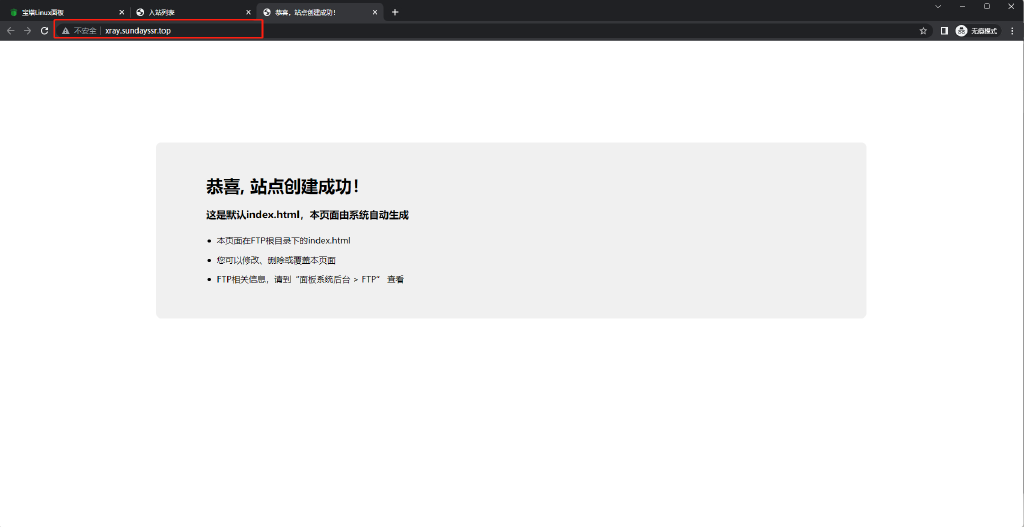 宝塔Linux面板
入站列表
恭喜，站点创建成功！
不安全
xray.sundayssr.top
无痕模式
恭喜, 站点创建成功！
这是默认index.html，本页面由系统自动生成
本页面在FTP根目录下的index.html
您可以修改、删除或覆盖本页面
FTP相关信息，请到“面板系统后台 > FTP” 查看